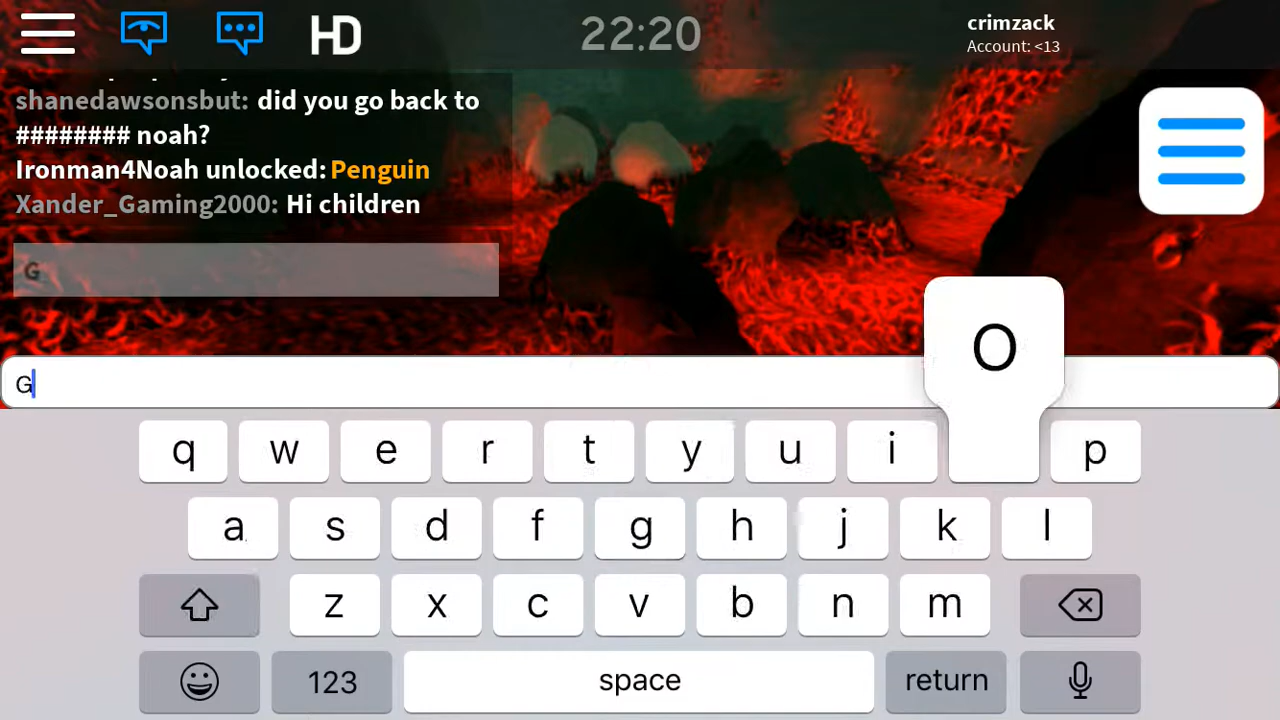 HD
22:20
crimzack
Account: <13
shanedawsonsbut: did you go back to
######## noah?
Ironman4Noah unlocked: Penguin
Xander_Gaming2000: Hi children
G
O
G
q w e r t y u i p
a s d f g h j k l
z x c v b n m
123 space return